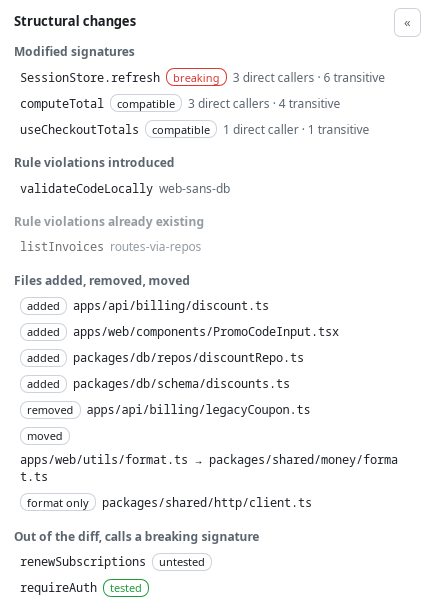 Structural changes
«
Modified signatures
SessionStore.refresh breaking 3 direct callers · 6 transitive
computeTotal compatible 3 direct callers · 4 transitive
useCheckoutTotals compatible 1 direct caller · 1 transitive
Rule violations introduced
validateCodeLocally web-sans-db
Rule violations already existing
listInvoices routes-via-repos
Files added, removed, moved
added apps/api/billing/discount.ts
added apps/web/components/PromoCodeInput.tsx
added packages/db/repos/discountRepo.ts
added packages/db/schema/discounts.ts
removed apps/api/billing/legacyCoupon.ts
moved
apps/web/utils/format.ts → packages/shared/money/forma
t.ts
format only packages/shared/http/client.ts
Out of the diff, calls a breaking signature
renewSubscriptions untested
requireAuth tested